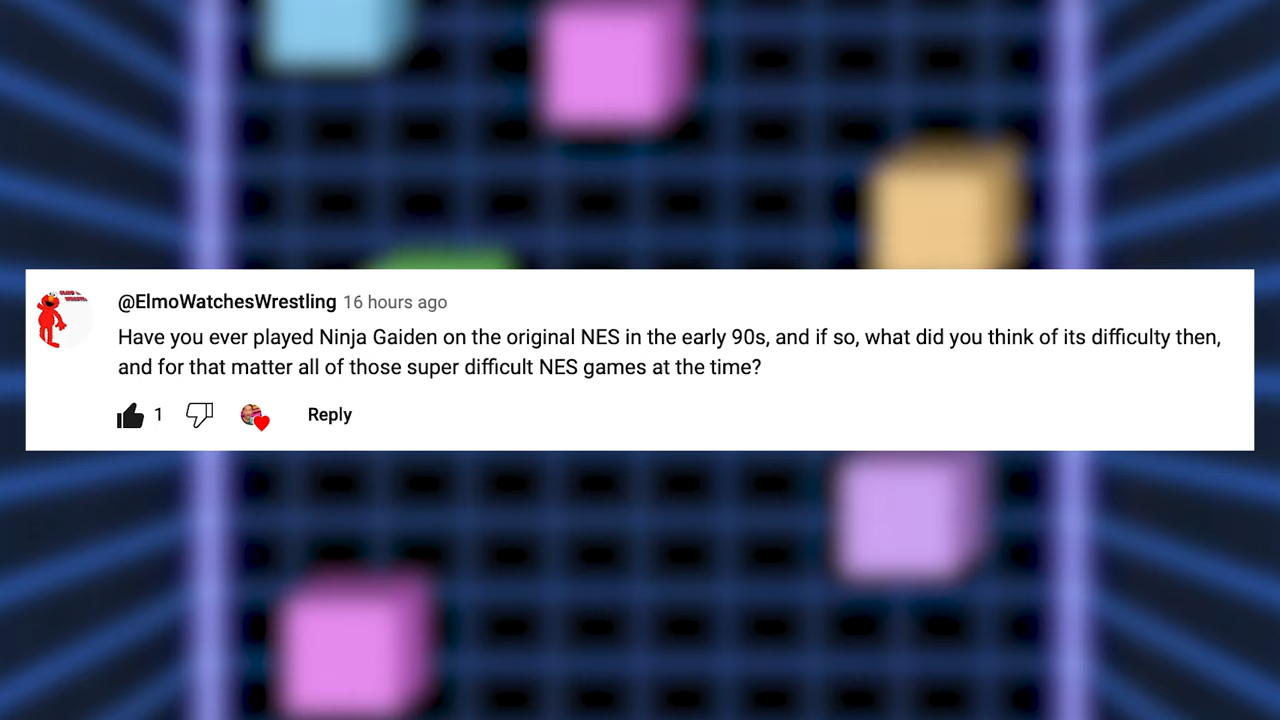 @ElmoWatchesWrestling 16 hours ago
Have you ever played Ninja Gaiden on the original NES in the early 90s, and if so, what did you think of its difficulty then,
and for that matter all of those super difficult NES games at the time?
1 Reply